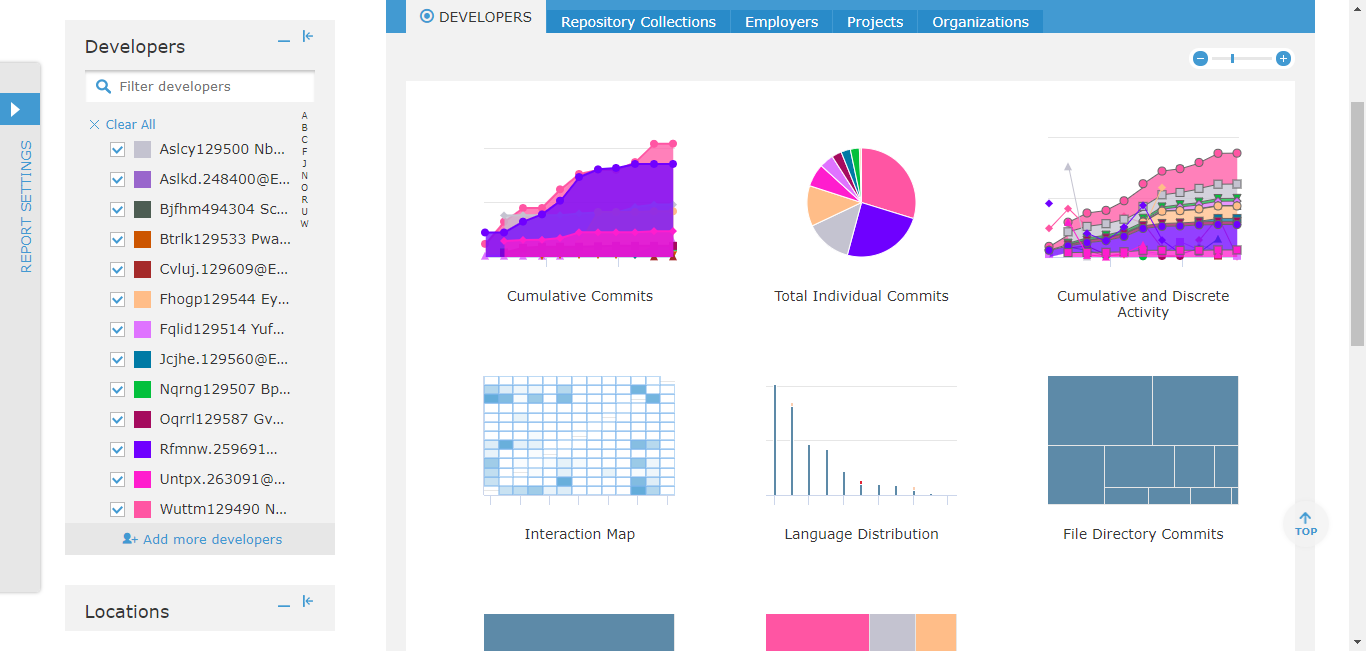 REPORT SETTINGS
Developers
Filter developers
Clear All
A
B
C
F
J
N
O
R
U
W
Aslcy129500 Nb...
Aslkd.248400@E...
Bjfhm494304 Sc...
Btrlk129533 Pwa...
Cvluj.129609@E...
Fhogp129544 Ey...
Fqlid129514 Yuf...
Jcjhe.129560@E...
Nqrng129507 Bp...
Oqrrl129587 Gv...
Rfmnw.259691...
Untpx.263091@...
Wuttm129490 N...
Add more developers
Locations
DEVELOPERS Repository Collections Employers Projects Organizations
Cumulative Commits
Total Individual Commits
Cumulative and Discrete
Activity
Interaction Map
Language Distribution
File Directory Commits
TOP